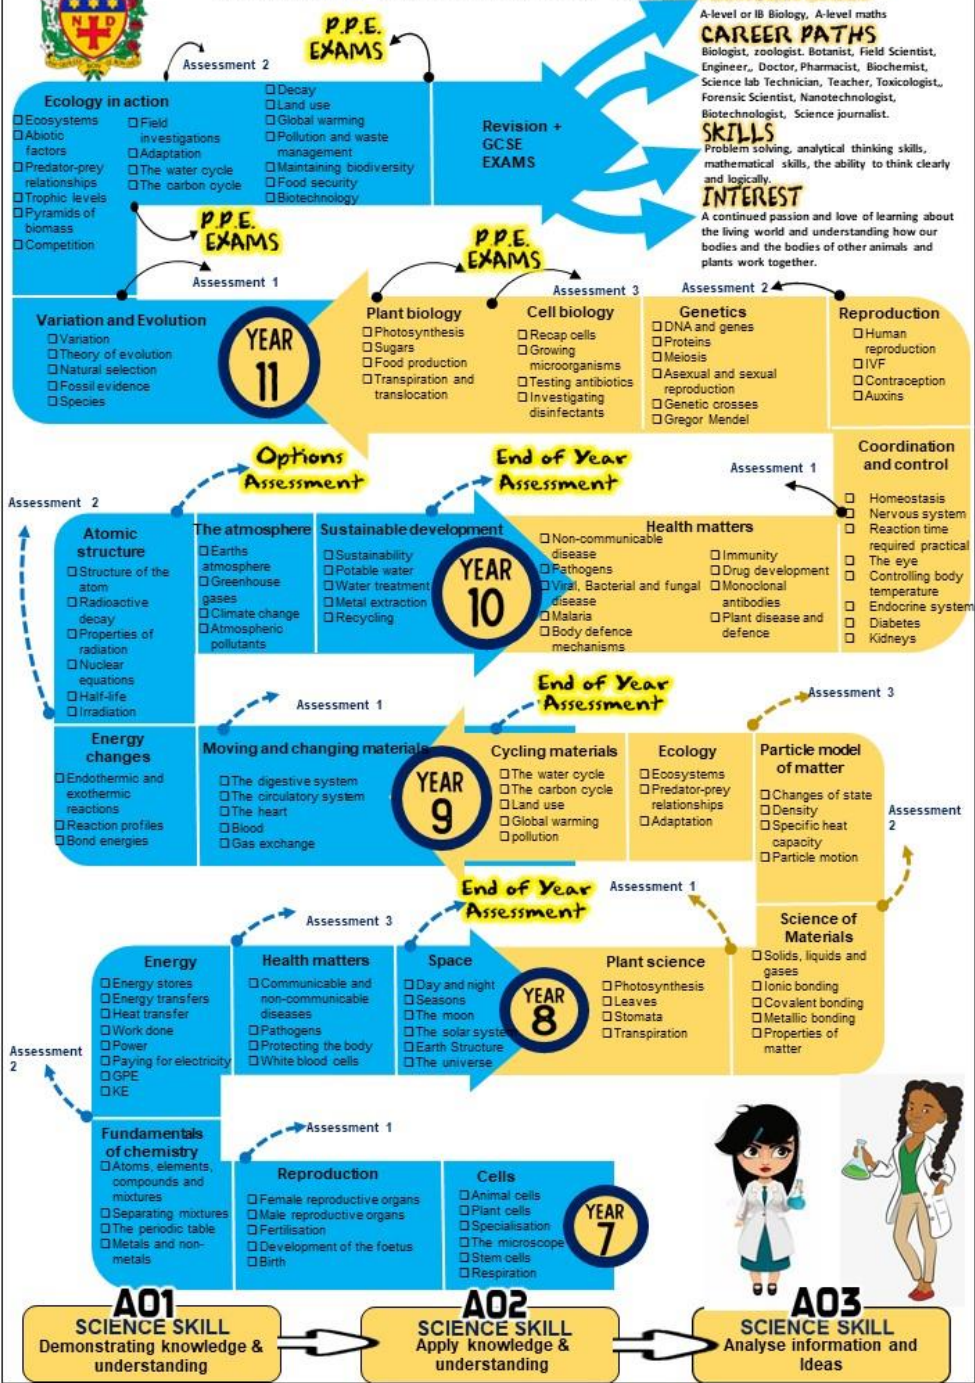 A-level or IB Biology, A-level maths
CAREER PATHS
Biologist, zoologist. Botanist, Field Scientist,
Engineer,, Doctor, Pharmacist, Biochemist,
Science lab Technician, Teacher, Toxicologist,,
Forensic Scientist, Nanotechnologist,
Biotechnologist, Science journalist.
SKILLS
Problem solving, analytical thinking skills,
mathematical skills, the ability to think clearly
and logically.
INTEREST
A continued passion and love of learning about
the living world and understanding how our
bodies and the bodies of other animals and
plants work together.
P.P.E.
EXAMS
Assessment 2
Ecology in action
Ecosystems
Abiotic
factors
Predator-prey
relationships
Trophic levels
Pyramids of
biomass
Competition
Field
investigations
Adaptation
The water cycle
The carbon cycle
Decay
Land use
Global warming
Pollution and waste
management
Maintaining biodiversity
Food security
Biotechnology
Revision +
GCSE
EXAMS
P.P.E.
EXAMS
Assessment 1
Variation and Evolution
Variation
Theory of evolution
Natural selection
Fossil evidence
Species
YEAR
11
P.P.E.
EXAMS
Plant biology
Photosynthesis
Sugars
Food production
Transpiration and
translocation
Assessment 3
Cell biology
Recap cells
Growing
microorganisms
Testing antibiotics
Investigating
disinfectants
Assessment 2
Genetics
DNA and genes
Proteins
Meiosis
Asexual and sexual
reproduction
Genetic crosses
Gregor Mendel
Reproduction
Human
reproduction
IVF
Contraception
Auxins
Coordination
and control
Homeostasis
Nervous system
Reaction time
required practical
The eye
Controlling body
temperature
Endocrine system
Diabetes
Kidneys
Options
Assessment
End of Year
Assessment
Assessment 1
Assessment 2
Atomic
structure
Structure of the
atom
Radioactive
decay
Properties of
radiation
Nuclear
equations
Half-life
Irradiation
The atmosphere
Earths
atmosphere
Greenhouse
gases
Climate change
Atmospheric
pollutants
Sustainable development
Sustainability
Potable water
Water treatment
Metal extraction
Recycling
YEAR
10
Health matters
Non-communicable
disease
Pathogens
Viral, Bacterial and fungal
disease
Malaria
Body defence
mechanisms
Immunity
Drug development
Monoclonal
antibodies
Plant disease and
defence
Assessment 1
End of Year
Assessment
Assessment 3
Energy
changes
Endothermic and
exothermic
reactions
Reaction profiles
Bond energies
Moving and changing materials
The digestive system
The circulatory system
The heart
Blood
Gas exchange
YEAR
9
Cycling materials
The water cycle
The carbon cycle
Land use
Global warming
pollution
Ecology
Ecosystems
Predator-prey
relationships
Adaptation
Particle model
of matter
Changes of state
Density
Specific heat
capacity
Particle motion
Assessment
2
End of Year
Assessment
Assessment 1
Assessment 3
Energy
Energy stores
Energy transfers
Heat transfer
Work done
Power
Paying for electricity
GPE
KE
Health matters
Communicable and
non-communicable
diseases
Pathogens
Protecting the body
White blood cells
Space
Day and night
Seasons
The moon
The solar system
Earth Structure
The universe
YEAR
8
Plant science
Photosynthesis
Leaves
Stomata
Transpiration
Science of
Materials
Solids, liquids and
gases
Ionic bonding
Covalent bonding
Metallic bonding
Properties of
matter
Assessment
2
Fundamentals
of chemistry
Atoms, elements,
compounds and
mixtures
Separating mixtures
The periodic table
Metals and non-
metals
Assessment 1
Reproduction
Female reproductive organs
Male reproductive organs
Fertilisation
Development of the foetus
Birth
Cells
Animal cells
Plant cells
Specialisation
The microscope
Stem cells
Respiration
YEAR
7
AO1
SCIENCE SKILL
Demonstrating knowledge &
understanding
AO2
SCIENCE SKILL
Apply knowledge &
understanding
AO3
SCIENCE SKILL
Analyse information and
Ideas